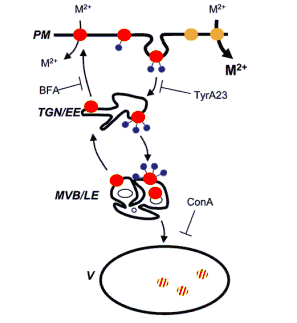 M²⁺ M²⁺
PM
M²⁺ M²⁺
BFA TyrA23
TGN/EE
MVB/LE
ConA
V